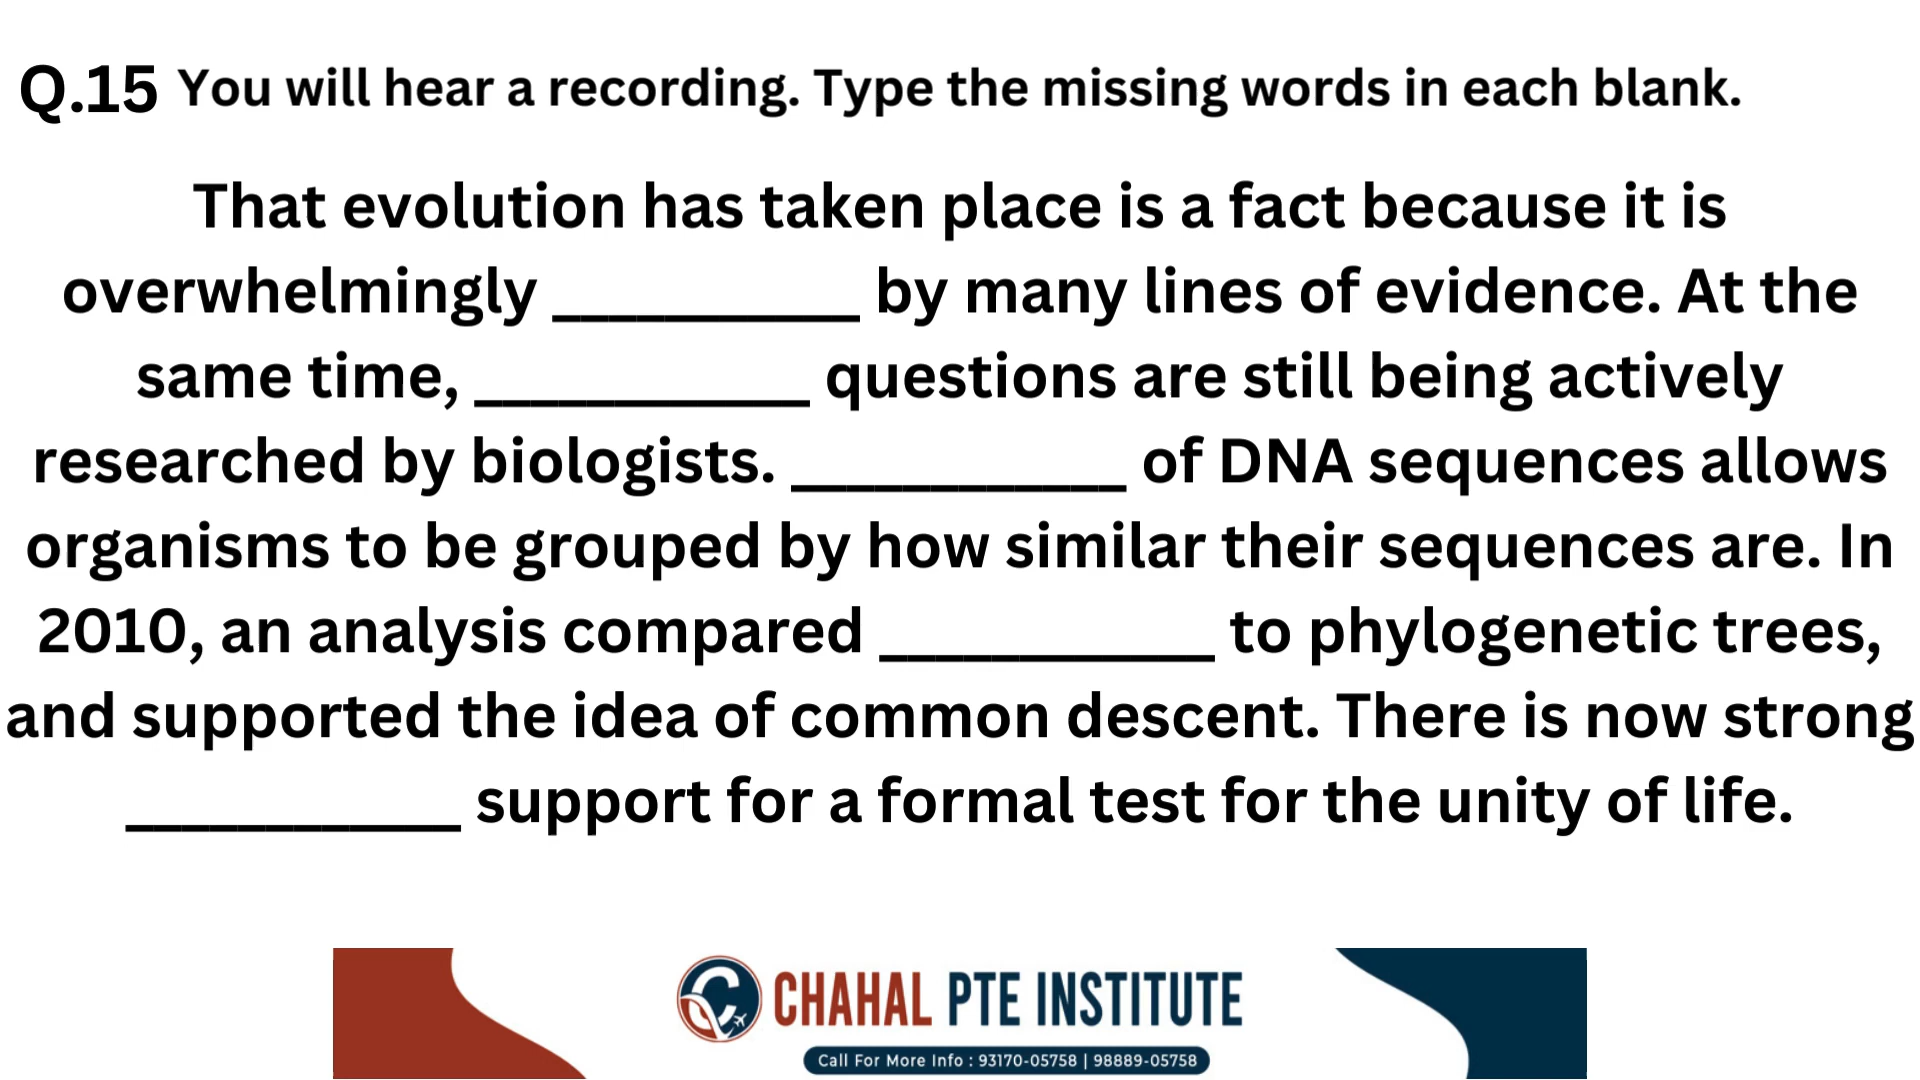 Q.15 You will hear a recording. Type the missing words in each blank.
That evolution has taken place is a fact because it is
overwhelmingly ___________ by many lines of evidence. At the
same time, ____________ questions are still being actively
researched by biologists. ____________ of DNA sequences allows
organisms to be grouped by how similar their sequences are. In
2010, an analysis compared ____________ to phylogenetic trees,
and supported the idea of common descent. There is now strong
____________ support for a formal test for the unity of life.
CHAHAL PTE INSTITUTE
Call For More Info : 93170-05758 | 98889-05758